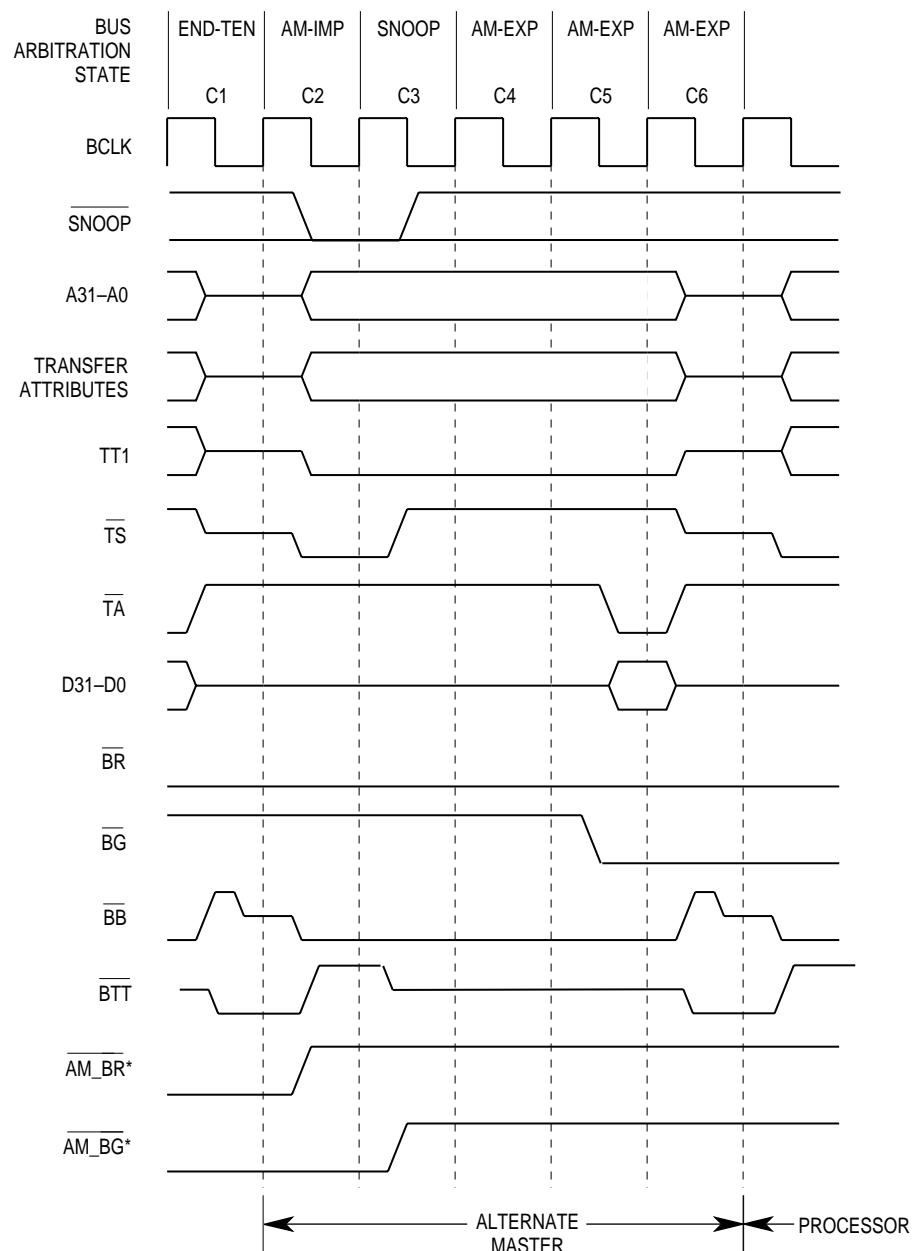 BUS
ARBITRATION
STATE
END-TEN
AM-IMP
SNOOP
AM-EXP
AM-EXP
AM-EXP
C1
C2
C3
C4
C5
C6
BCLK
SNOOP
A31–A0
TRANSFER
ATTRIBUTES
TT1
TS
TA
D31–D0
BR
BG
BB
BTT
AM_BR*
AM_BG*
ALTERNATE
MASTER
PROCESSOR